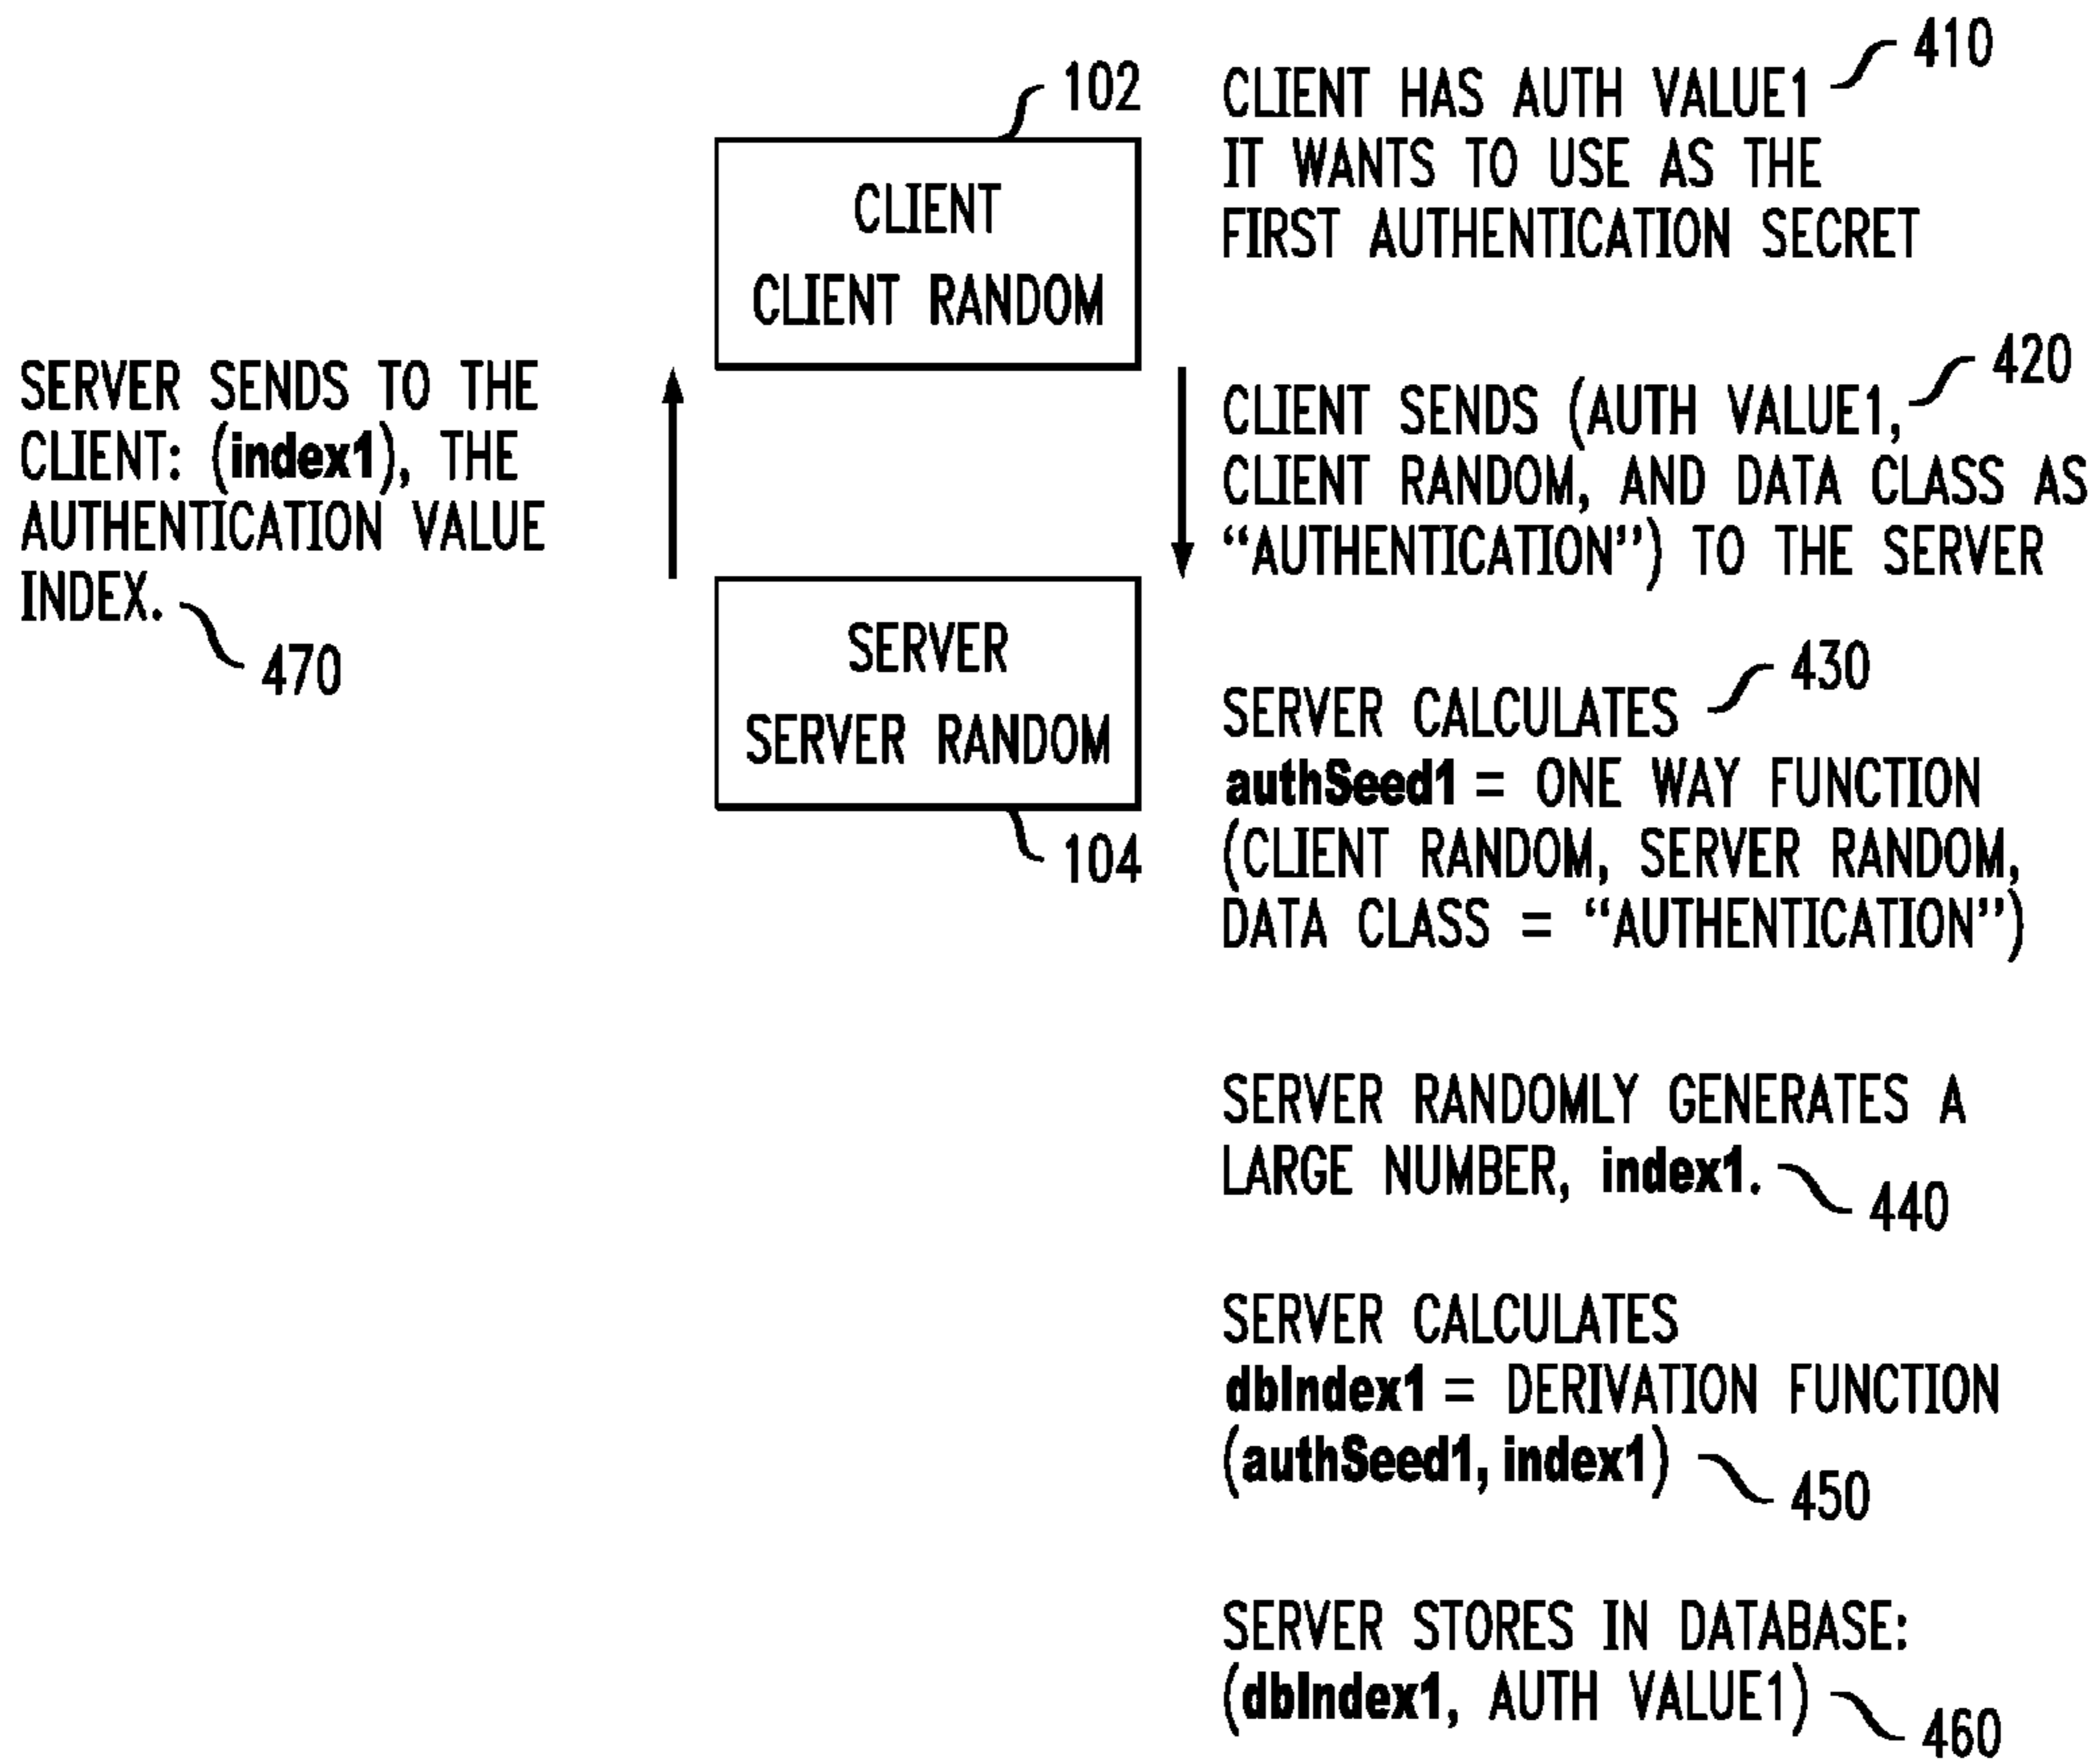 102
CLIENT
CLIENT RANDOM
SERVER SENDS TO THE
CLIENT: (index1), THE
AUTHENTICATION VALUE
INDEX.
470
SERVER
SERVER RANDOM
104
410
CLIENT HAS AUTH VALUE1
IT WANTS TO USE AS THE
FIRST AUTHENTICATION SECRET
420
CLIENT SENDS (AUTH VALUE1,
CLIENT RANDOM, AND DATA CLASS AS
“AUTHENTICATION”) TO THE SERVER
430
SERVER CALCULATES
authSeed1 = ONE WAY FUNCTION
(CLIENT RANDOM, SERVER RANDOM,
DATA CLASS = “AUTHENTICATION”)
SERVER RANDOMLY GENERATES A
LARGE NUMBER, index1.
440
SERVER CALCULATES
dbIndex1 = DERIVATION FUNCTION
(authSeed1, index1)
450
SERVER STORES IN DATABASE:
(dbIndex1, AUTH VALUE1)
460